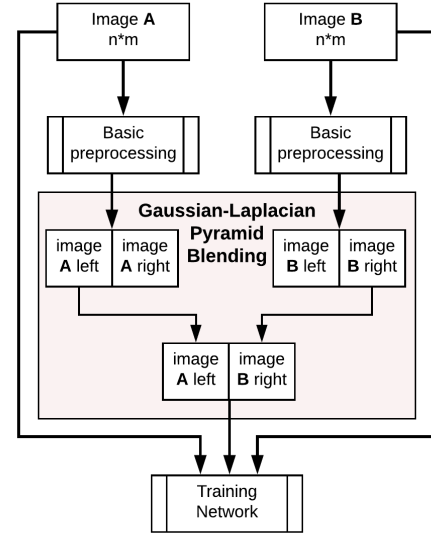 Image A
n*m
Image B
n*m
Basic
preprocessing
Basic
preprocessing
Gaussian-Laplacian
Pyramid
Blending
image
A left
image
A right
image
B left
image
B right
image
A left
image
B right
Training
Network